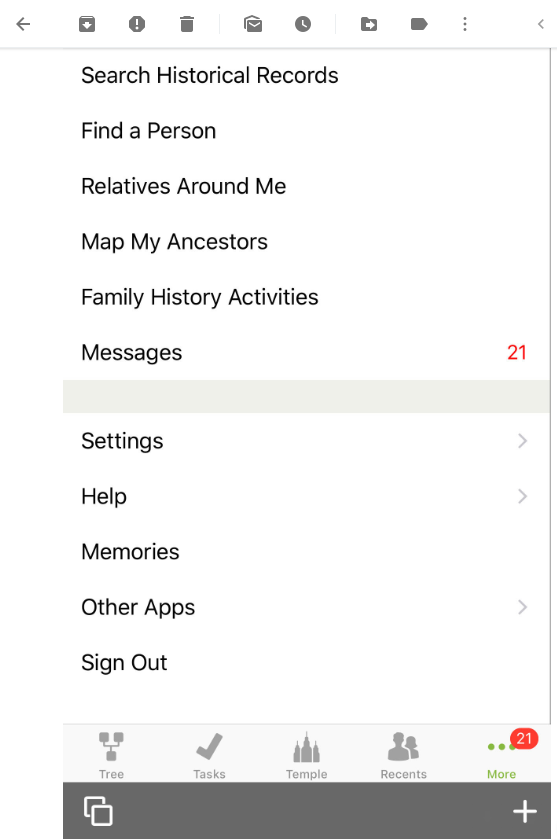 Search Historical Records
Find a Person
Relatives Around Me
Map My Ancestors
Family History Activities
Messages 21
Settings
Help
Memories
Other Apps
Sign Out
21
Tree Tasks Temple Recents More